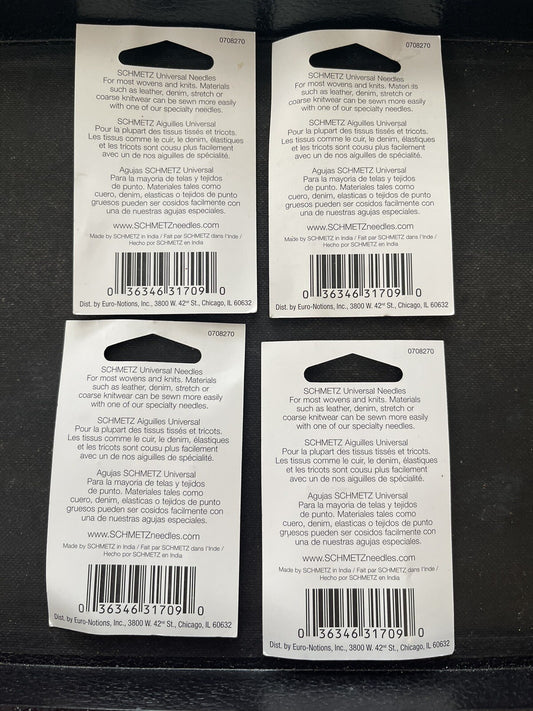 0708270
SCHMETZ Universal Needles
For most wovens and knits. Materials
such as leather, denim, stretch or
coarse knitwear can be sewn more easily
with one of our specialty needles.
SCHMETZ Aiguilles Universal
Pour la plupart des tissus tissés et tricots.
Les tissus comme le cuir, le denim, élastiques
et les tricots sont cousu plus facilement
avec un de nos aiguilles de spécialité.
Agujas SCHMETZ Universal
Para la mayoria de telas y tejidos
de punto. Materiales tales como
cuero, denim, elasticas o tejidos de punto
gruesos pueden ser cosidos facilmente con
una de nuestras agujas especiales.
www.SCHMETZneedles.com
Made by SCHMETZ in India / Fait par SCHMETZ dans l'Inde /
Hecho por SCHMETZ en India
0 36346 31709 0
Dist. by Euro-Notions, Inc., 3800 W. 42nd St., Chicago, IL 60632
0708270
SCHMETZ Universal Needles
For most wovens and knits. Materials
such as leather, denim, stretch or
coarse knitwear can be sewn more easily
with one of our specialty needles.
SCHMETZ Aiguilles Universal
Pour la plupart des tissus tissés et tricots.
Les tissus comme le cuir, le denim, élastiques
et les tricots sont cousu plus facilement
avec un de nos aiguilles de spécialité.
Agujas SCHMETZ Universal
Para la mayoria de telas y tejidos
de punto. Materiales tales como
cuero, denim, elasticas o tejidos de punto
gruesos pueden ser cosidos facilmente con
una de nuestras agujas especiales.
www.SCHMETZneedles.com
Made by SCHMETZ in India / Fait par SCHMETZ dans l'Inde /
Hecho por SCHMETZ en India
0 36346 31709 0
Dist. by Euro-Notions, Inc., 3800 W. 42nd St., Chicago, IL 60632
0708270
SCHMETZ Universal Needles
For most wovens and knits. Materials
such as leather, denim, stretch or
coarse knitwear can be sewn more easily
with one of our specialty needles.
SCHMETZ Aiguilles Universal
Pour la plupart des tissus tissés et tricots.
Les tissus comme le cuir, le denim, élastiques
et les tricots sont cousu plus facilement
avec un de nos aiguilles de spécialité.
Agujas SCHMETZ Universal
Para la mayoria de telas y tejidos
de punto. Materiales tales como
cuero, denim, elasticas o tejidos de punto
gruesos pueden ser cosidos facilmente con
una de nuestras agujas especiales.
www.SCHMETZneedles.com
Made by SCHMETZ in India / Fait par SCHMETZ dans l'Inde /
Hecho por SCHMETZ en India
0 36346 31709 0
Dist. by Euro-Notions, Inc., 3800 W. 42nd St., Chicago, IL 60632
0708270
SCHMETZ Universal Needles
For most wovens and knits. Materials
such as leather, denim, stretch or
coarse knitwear can be sewn more easily
with one of our specialty needles.
SCHMETZ Aiguilles Universal
Pour la plupart des tissus tissés et tricots.
Les tissus comme le cuir, le denim, élastiques
et les tricots sont cousu plus facilement
avec un de nos aiguilles de spécialité.
Agujas SCHMETZ Universal
Para la mayoria de telas y tejidos
de punto. Materiales tales como
cuero, denim, elasticas o tejidos de punto
gruesos pueden ser cosidos facilmente con
una de nuestras agujas especiales.
www.SCHMETZneedles.com
Made by SCHMETZ in India / Fait par SCHMETZ dans l'Inde /
Hecho por SCHMETZ en India
0 36346 31709 0
Dist. by Euro-Notions, Inc., 3800 W. 42nd St., Chicago, IL 60632